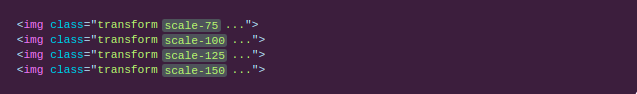 <img class="transform scale-75 ...">
<img class="transform scale-100 ...">
<img class="transform scale-125 ...">
<img class="transform scale-150 ...">